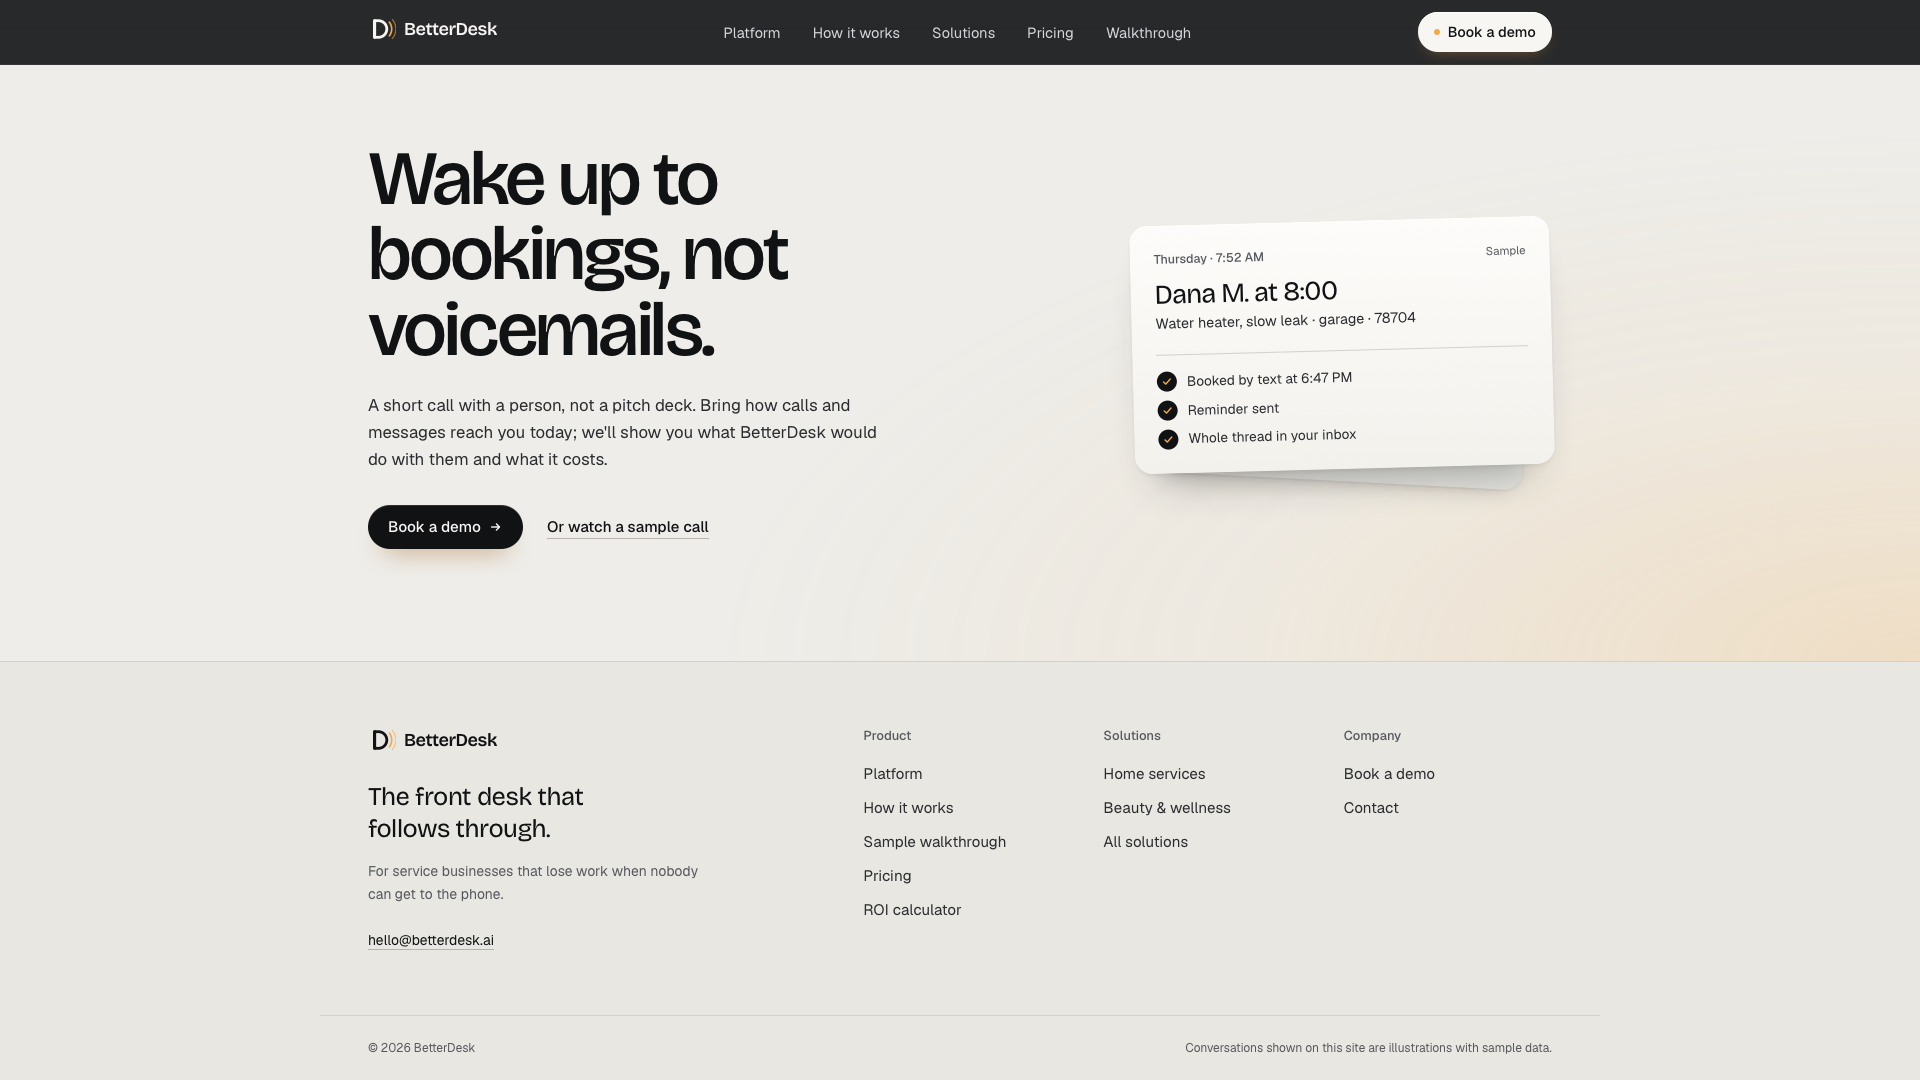 BetterDesk
Platform
How it works
Solutions
Pricing
Walkthrough
Book a demo
Wake up to
bookings, not
voicemails.
A short call with a person, not a pitch deck. Bring how calls and
messages reach you today; we'll show you what BetterDesk would
do with them and what it costs.
Book a demo →
Or watch a sample call
Thursday · 7:52 AM
Sample
Dana M. at 8:00
Water heater, slow leak · garage · 78704
Booked by text at 6:47 PM
Reminder sent
Whole thread in your inbox
BetterDesk
The front desk that
follows through.
For service businesses that lose work when nobody
can get to the phone.
hello@betterdesk.ai
Product
Platform
How it works
Sample walkthrough
Pricing
ROI calculator
Solutions
Home services
Beauty & wellness
All solutions
Company
Book a demo
Contact
© 2026 BetterDesk
Conversations shown on this site are illustrations with sample data.